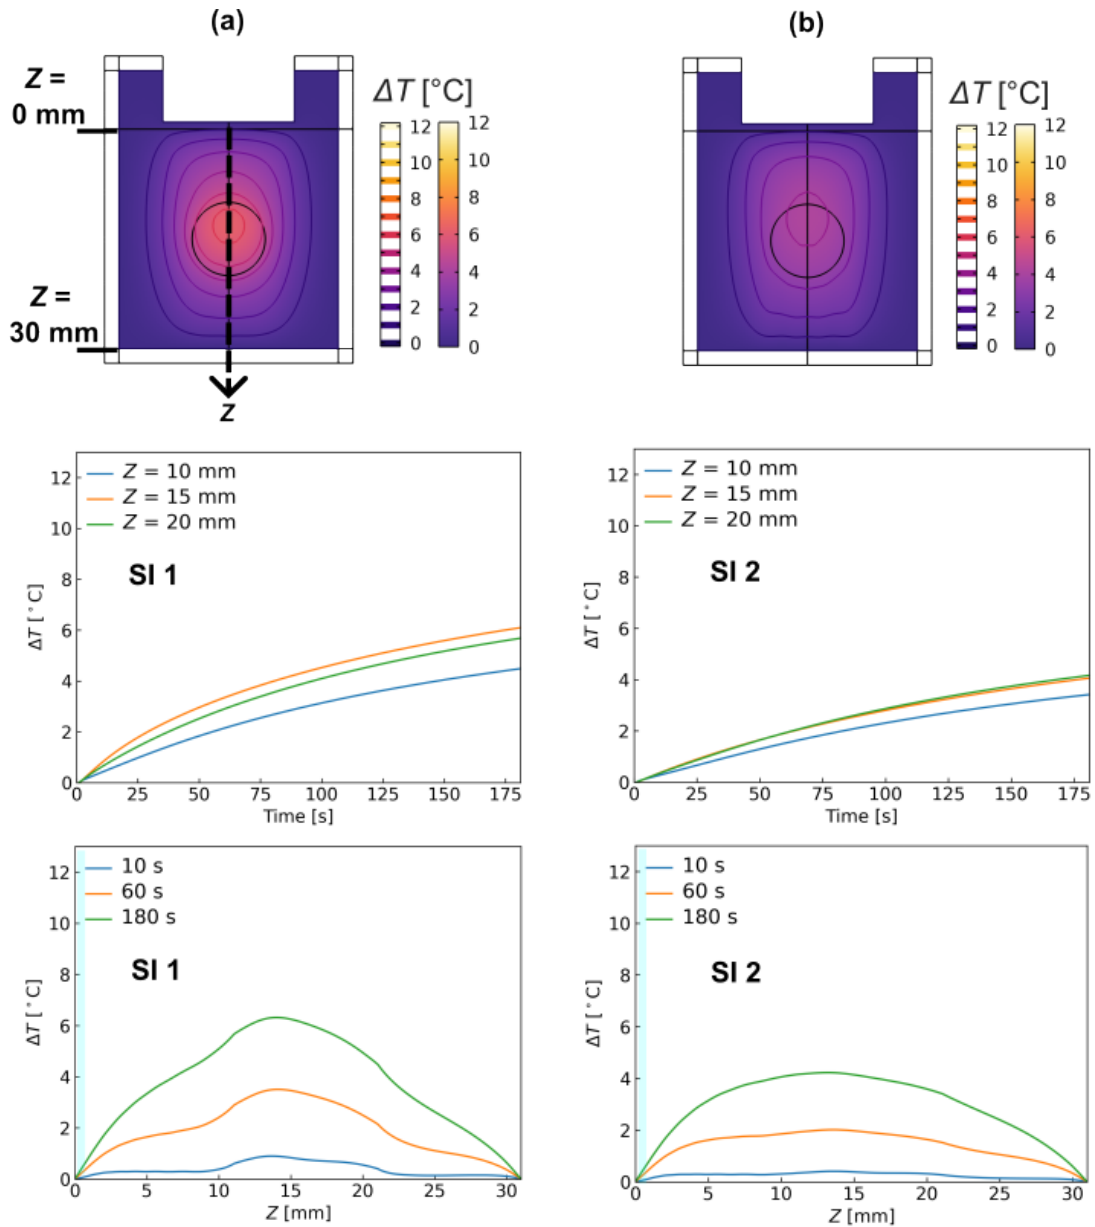 (a)
(b)
Z =
0 mm
Z =
30 mm
z
ΔT [°C]
12
10
8
6
4
2
0
12
10
8
6
4
2
0
ΔT [°C]
12
10
8
6
4
2
0
12
10
8
6
4
2
0
Z = 10 mm
Z = 15 mm
Z = 20 mm
SI 1
ΔT [°C]
12
10
8
6
4
2
0
0 25 50 75 100 125 150 175
Time [s]
Z = 10 mm
Z = 15 mm
Z = 20 mm
SI 2
ΔT [°C]
12
10
8
6
4
2
0
0 25 50 75 100 125 150 175
Time [s]
10 s
60 s
180 s
SI 1
ΔT [°C]
12
10
8
6
4
2
0
0 5 10 15 20 25 30
Z [mm]
10 s
60 s
180 s
SI 2
ΔT [°C]
12
10
8
6
4
2
0
0 5 10 15 20 25 30
Z [mm]